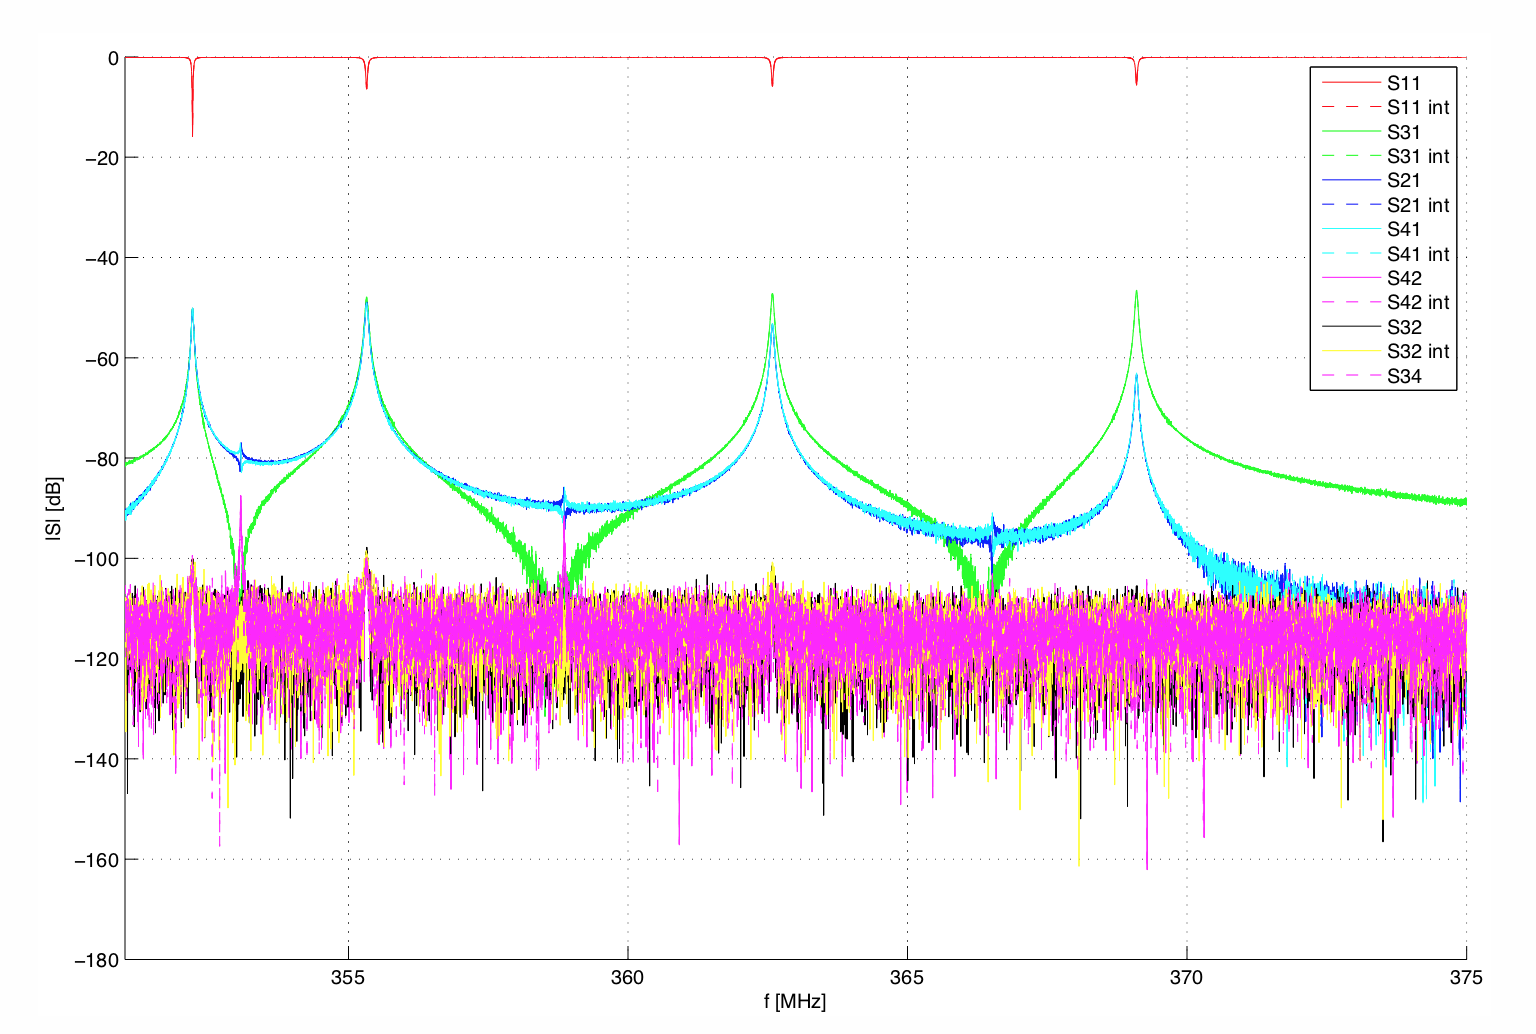 0
−20
−40
−60
−80
−100
−120
−140
−160
−180
|S| [dB]
355
360
365
370
375
f [MHz]
S11
S11 int
S31
S31 int
S21
S21 int
S41
S41 int
S42
S42 int
S32
S32 int
S34